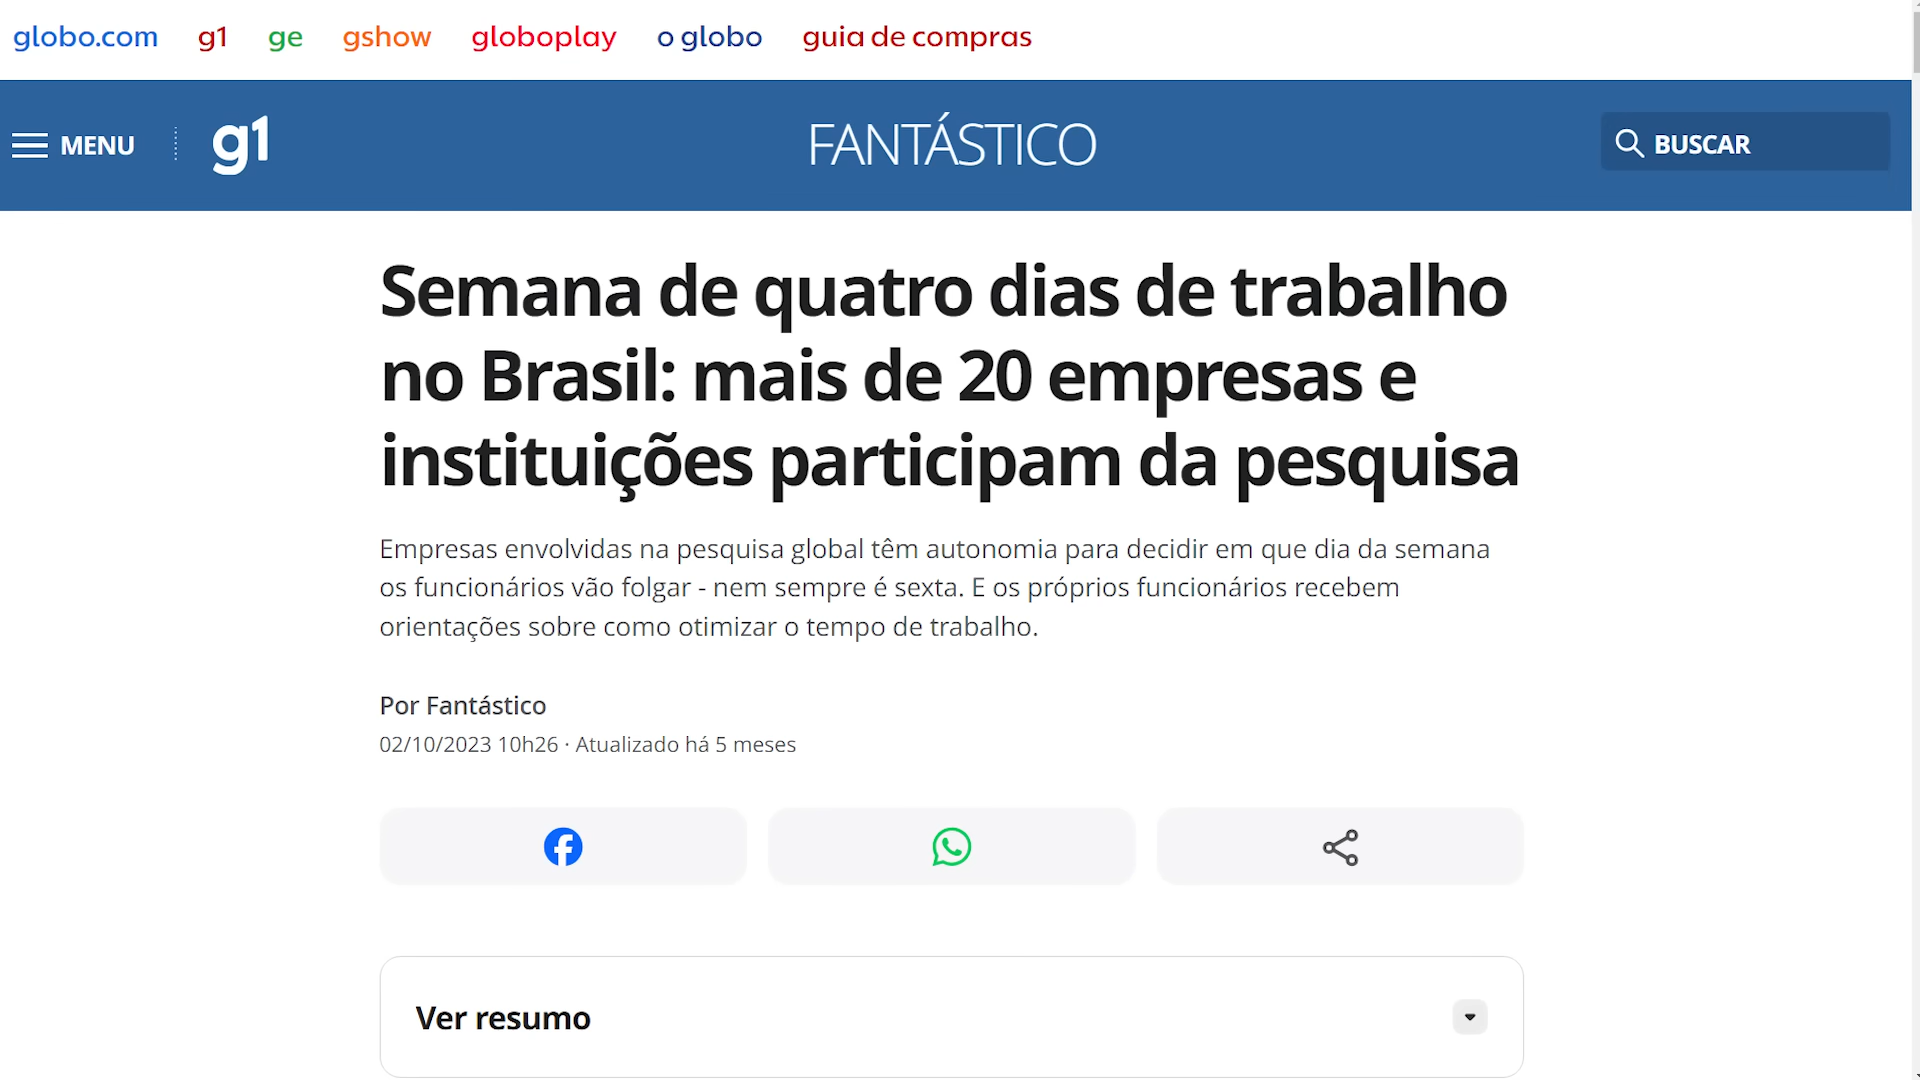 globo.com g1 ge gshow globoplay o globo guia de compras
MENU g1 FANTÁSTICO BUSCAR
Semana de quatro dias de trabalho
no Brasil: mais de 20 empresas e
instituições participam da pesquisa
Empresas envolvidas na pesquisa global têm autonomia para decidir em que dia da semana
os funcionários vão folgar - nem sempre é sexta. E os próprios funcionários recebem
orientações sobre como otimizar o tempo de trabalho.
Por Fantástico
02/10/2023 10h26 · Atualizado há 5 meses
Ver resumo